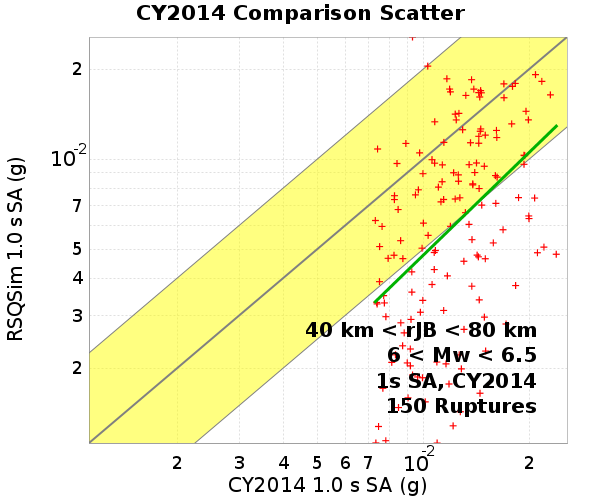 CY2014 Comparison Scatter
RSQSim 1.0 s SA (g)
2
10-2
7
5
4
3
2
40 km < rJB < 80 km
6 < Mw < 6.5
1s SA, CY2014
150 Ruptures
2 3 4 5 6 7 10-2 2
CY2014 1.0 s SA (g)